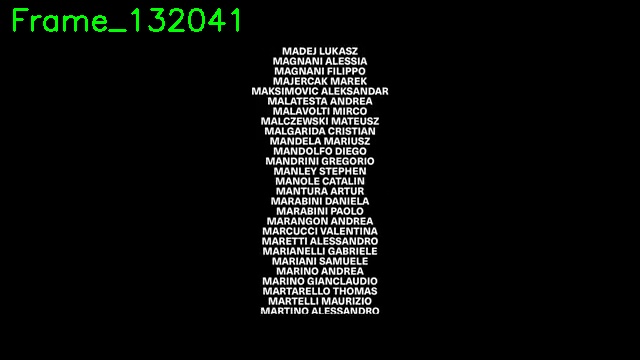 Frame_132041
MADEJ LUKASZ
MAGNANI ALESSIA
MAGNANI FILIPPO
MAJERCAK MAREK
MAKSIMOVIC ALEKSANDAR
MALATESTA ANDREA
MALAVOLTI MIRCO
MALCZEWSKI MATEUSZ
MALGARIDA CRISTIAN
MANDELA MARIUSZ
MANDOLFO DIEGO
MANDRINI GREGORIO
MANLEY STEPHEN
MANOLE CATALIN
MANTURA ARTUR
MARABINI DANIELA
MARABINI PAOLO
MARANGON ANDREA
MARCUCCI VALENTINA
MARETTI ALESSANDRO
MARIANELLI GABRIELE
MARIANI SAMUELE
MARINO ANDREA
MARINO GIANCLAUDIO
MARTARELLO THOMAS
MARTELLI MAURIZIO
MARTINO ALESSANDRO